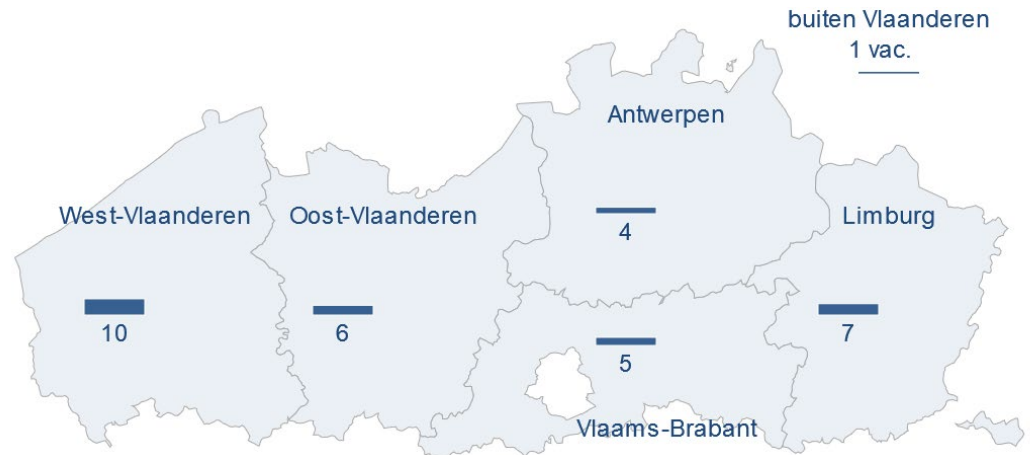 buiten Vlaanderen
1 vac.
Antwerpen
4
West-Vlaanderen
10
Oost-Vlaanderen
6
Limburg
7
5
Vlaams-Brabant